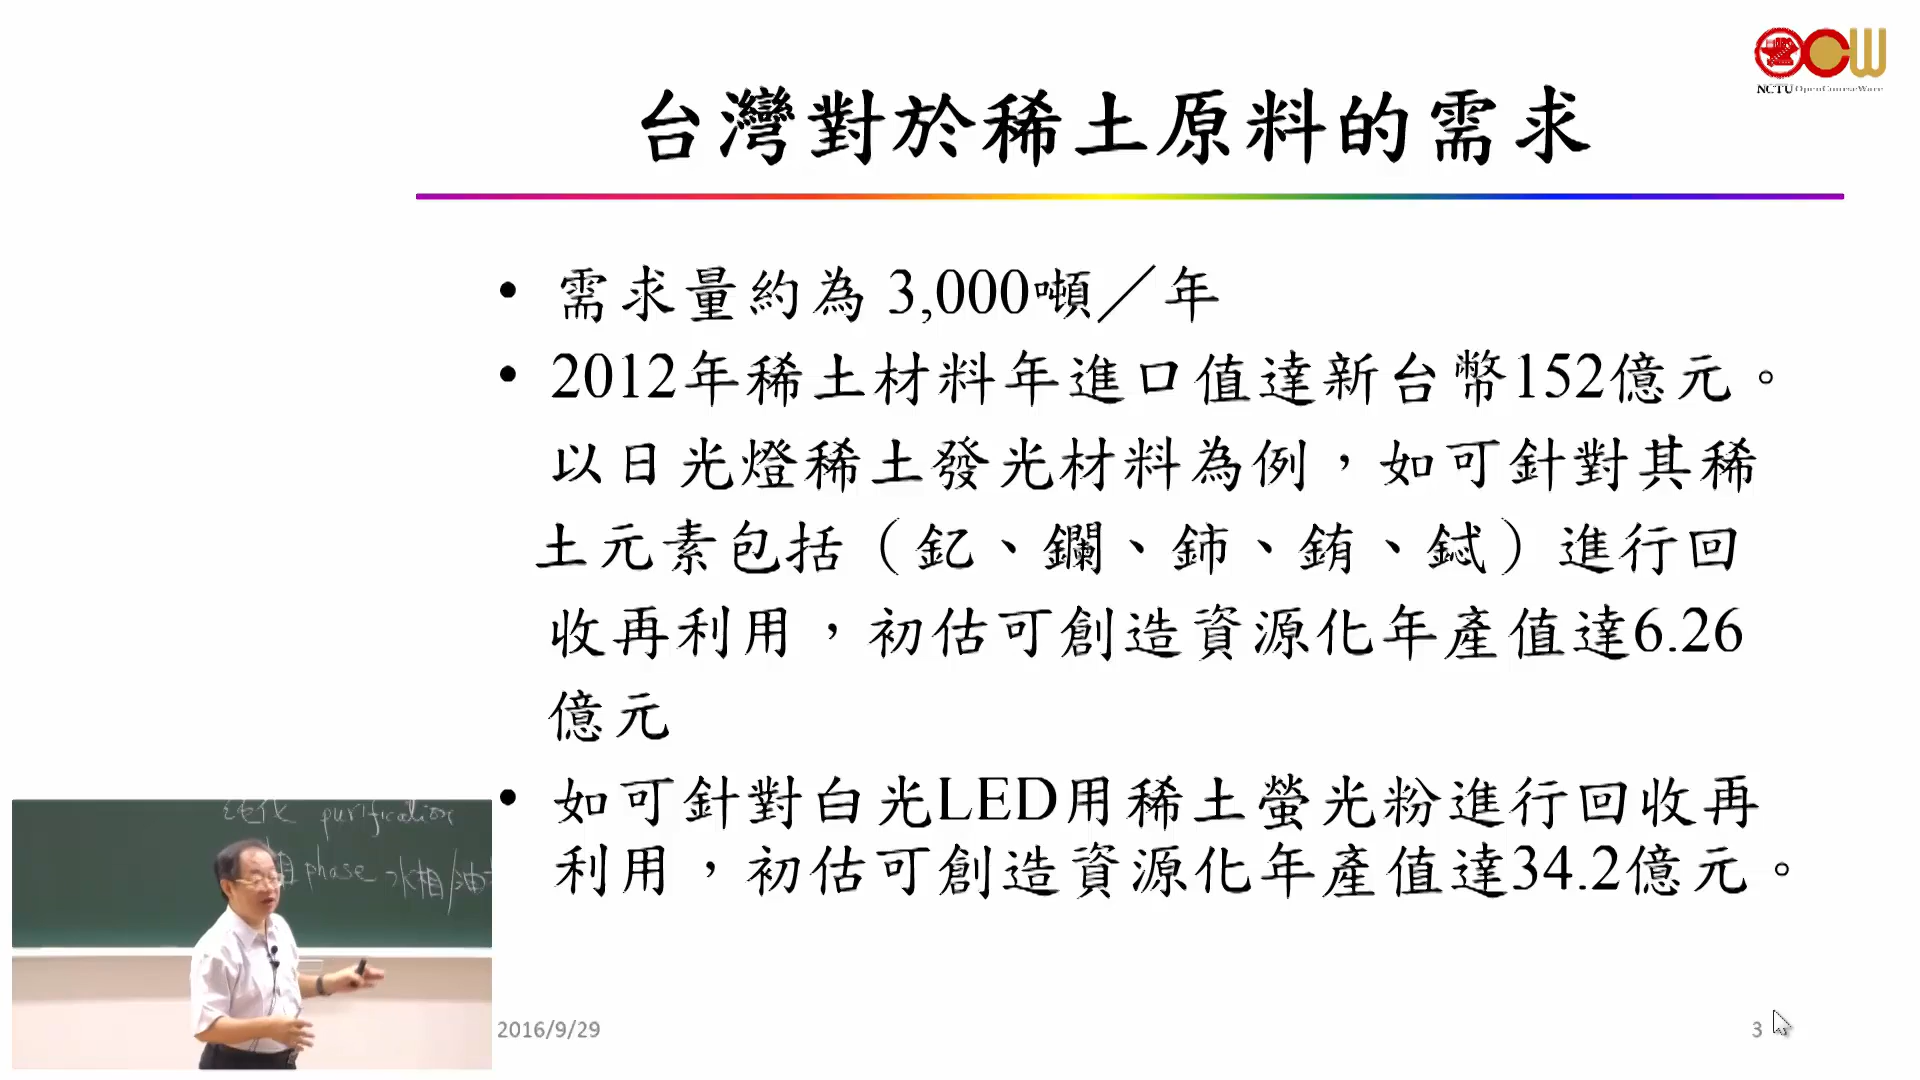 NCTU OpenCourseWare
台灣對於稀土原料的需求
• 需求量約為 3,000噸／年
• 2012年稀土材料年進口值達新台幣152億元。
以日光燈稀土發光材料為例，如可針對其稀
土元素包括（釔、鑭、鈰、銪、鋱）進行回
收再利用，初估可創造資源化年產值達6.26
億元
• 如可針對白光LED用稀土螢光粉進行回收再
利用，初估可創造資源化年產值達34.2億元。
純化 purification
相 phase 水相/油
2016/9/29
3